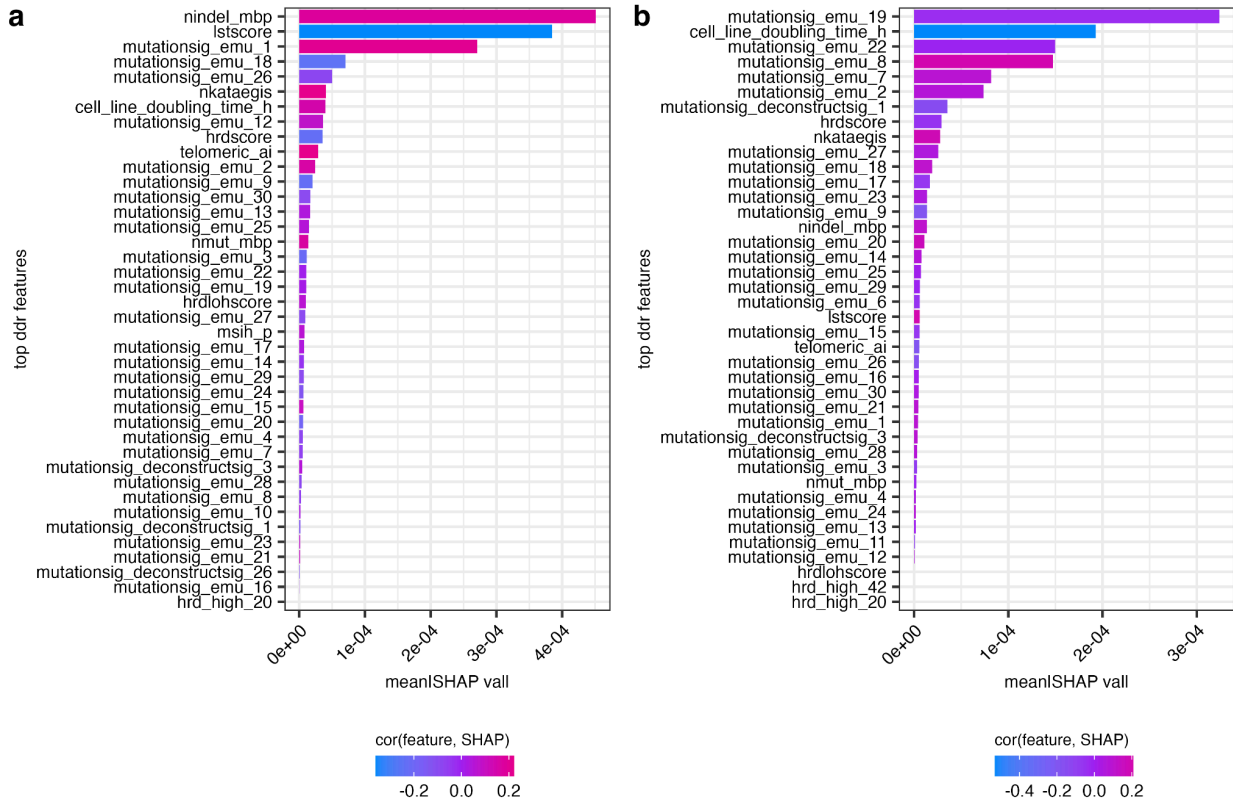 a
top ddr features
nindel_mbp
lstscore
mutationsig_emu_1
mutationsig_emu_18
mutationsig_emu_26
nkataegis
cell_line_doubling_time_h
mutationsig_emu_12
hrdscore
telomeric_ai
mutationsig_emu_2
mutationsig_emu_9
mutationsig_emu_30
mutationsig_emu_13
mutationsig_emu_25
nmut_mbp
mutationsig_emu_3
mutationsig_emu_22
mutationsig_emu_19
hrdlohscore
mutationsig_emu_27
msih_p
mutationsig_emu_17
mutationsig_emu_14
mutationsig_emu_29
mutationsig_emu_24
mutationsig_emu_15
mutationsig_emu_20
mutationsig_emu_4
mutationsig_emu_7
mutationsig_deconstructsig_3
mutationsig_emu_28
mutationsig_emu_8
mutationsig_emu_10
mutationsig_deconstructsig_1
mutationsig_emu_23
mutationsig_emu_21
mutationsig_deconstructsig_26
mutationsig_emu_16
hrd_high_20
0e+00 1e-04 2e-04 3e-04 4e-04
meanISHAP vall
cor(feature, SHAP)
-0.2 0.0 0.2
b
top ddr features
mutationsig_emu_19
cell_line_doubling_time_h
mutationsig_emu_22
mutationsig_emu_8
mutationsig_emu_7
mutationsig_emu_2
mutationsig_deconstructsig_1
hrdscore
nkataegis
mutationsig_emu_27
mutationsig_emu_18
mutationsig_emu_17
mutationsig_emu_23
mutationsig_emu_9
nindel_mbp
mutationsig_emu_20
mutationsig_emu_14
mutationsig_emu_25
mutationsig_emu_29
mutationsig_emu_6
lstscore
mutationsig_emu_15
telomeric_ai
mutationsig_emu_26
mutationsig_emu_16
mutationsig_emu_30
mutationsig_emu_21
mutationsig_emu_1
mutationsig_deconstructsig_3
mutationsig_emu_28
mutationsig_emu_3
nmut_mbp
mutationsig_emu_4
mutationsig_emu_24
mutationsig_emu_13
mutationsig_emu_11
mutationsig_emu_12
hrdlohscore
hrd_high_42
hrd_high_20
0e+00 1e-04 2e-04 3e-04
meanISHAP vall
cor(feature, SHAP)
-0.4 -0.2 0.0 0.2